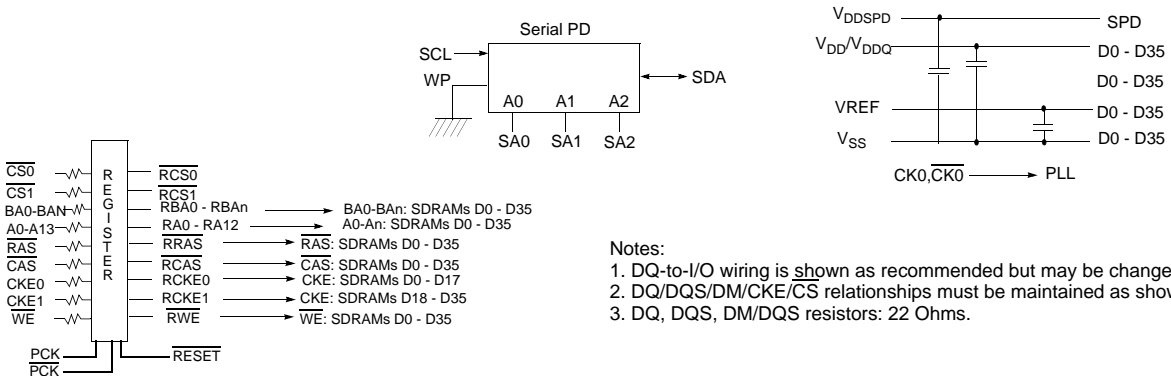 Serial PD
SCL
WP
SDA
A0 A1 A2
SA0 SA1 SA2
VDDSPD SPD
VDD/VDDQ D0 - D35
D0 - D35
VREF D0 - D35
VSS D0 - D35
CK0,CK0 PLL
REGISTER
CS0 RCS0
CS1 RCS1
BA0-BAN RBA0 - RBAn BA0-BAn: SDRAMs D0 - D35
A0-A13 RA0 - RA12 A0-An: SDRAMs D0 - D35
RAS RRAS RAS: SDRAMs D0 - D35
CAS RCAS CAS: SDRAMs D0 - D35
CKE0 RCKE0 CKE: SDRAMs D0 - D17
CKE1 RCKE1 CKE: SDRAMs D18 - D35
WE RWE WE: SDRAMs D0 - D35
PCK
PCK
RESET
Notes:
1. DQ-to-I/O wiring is shown as recommended but may be change
2. DQ/DQS/DM/CKE/CS relationships must be maintained as show
3. DQ, DQS, DM/DQS resistors: 22 Ohms.